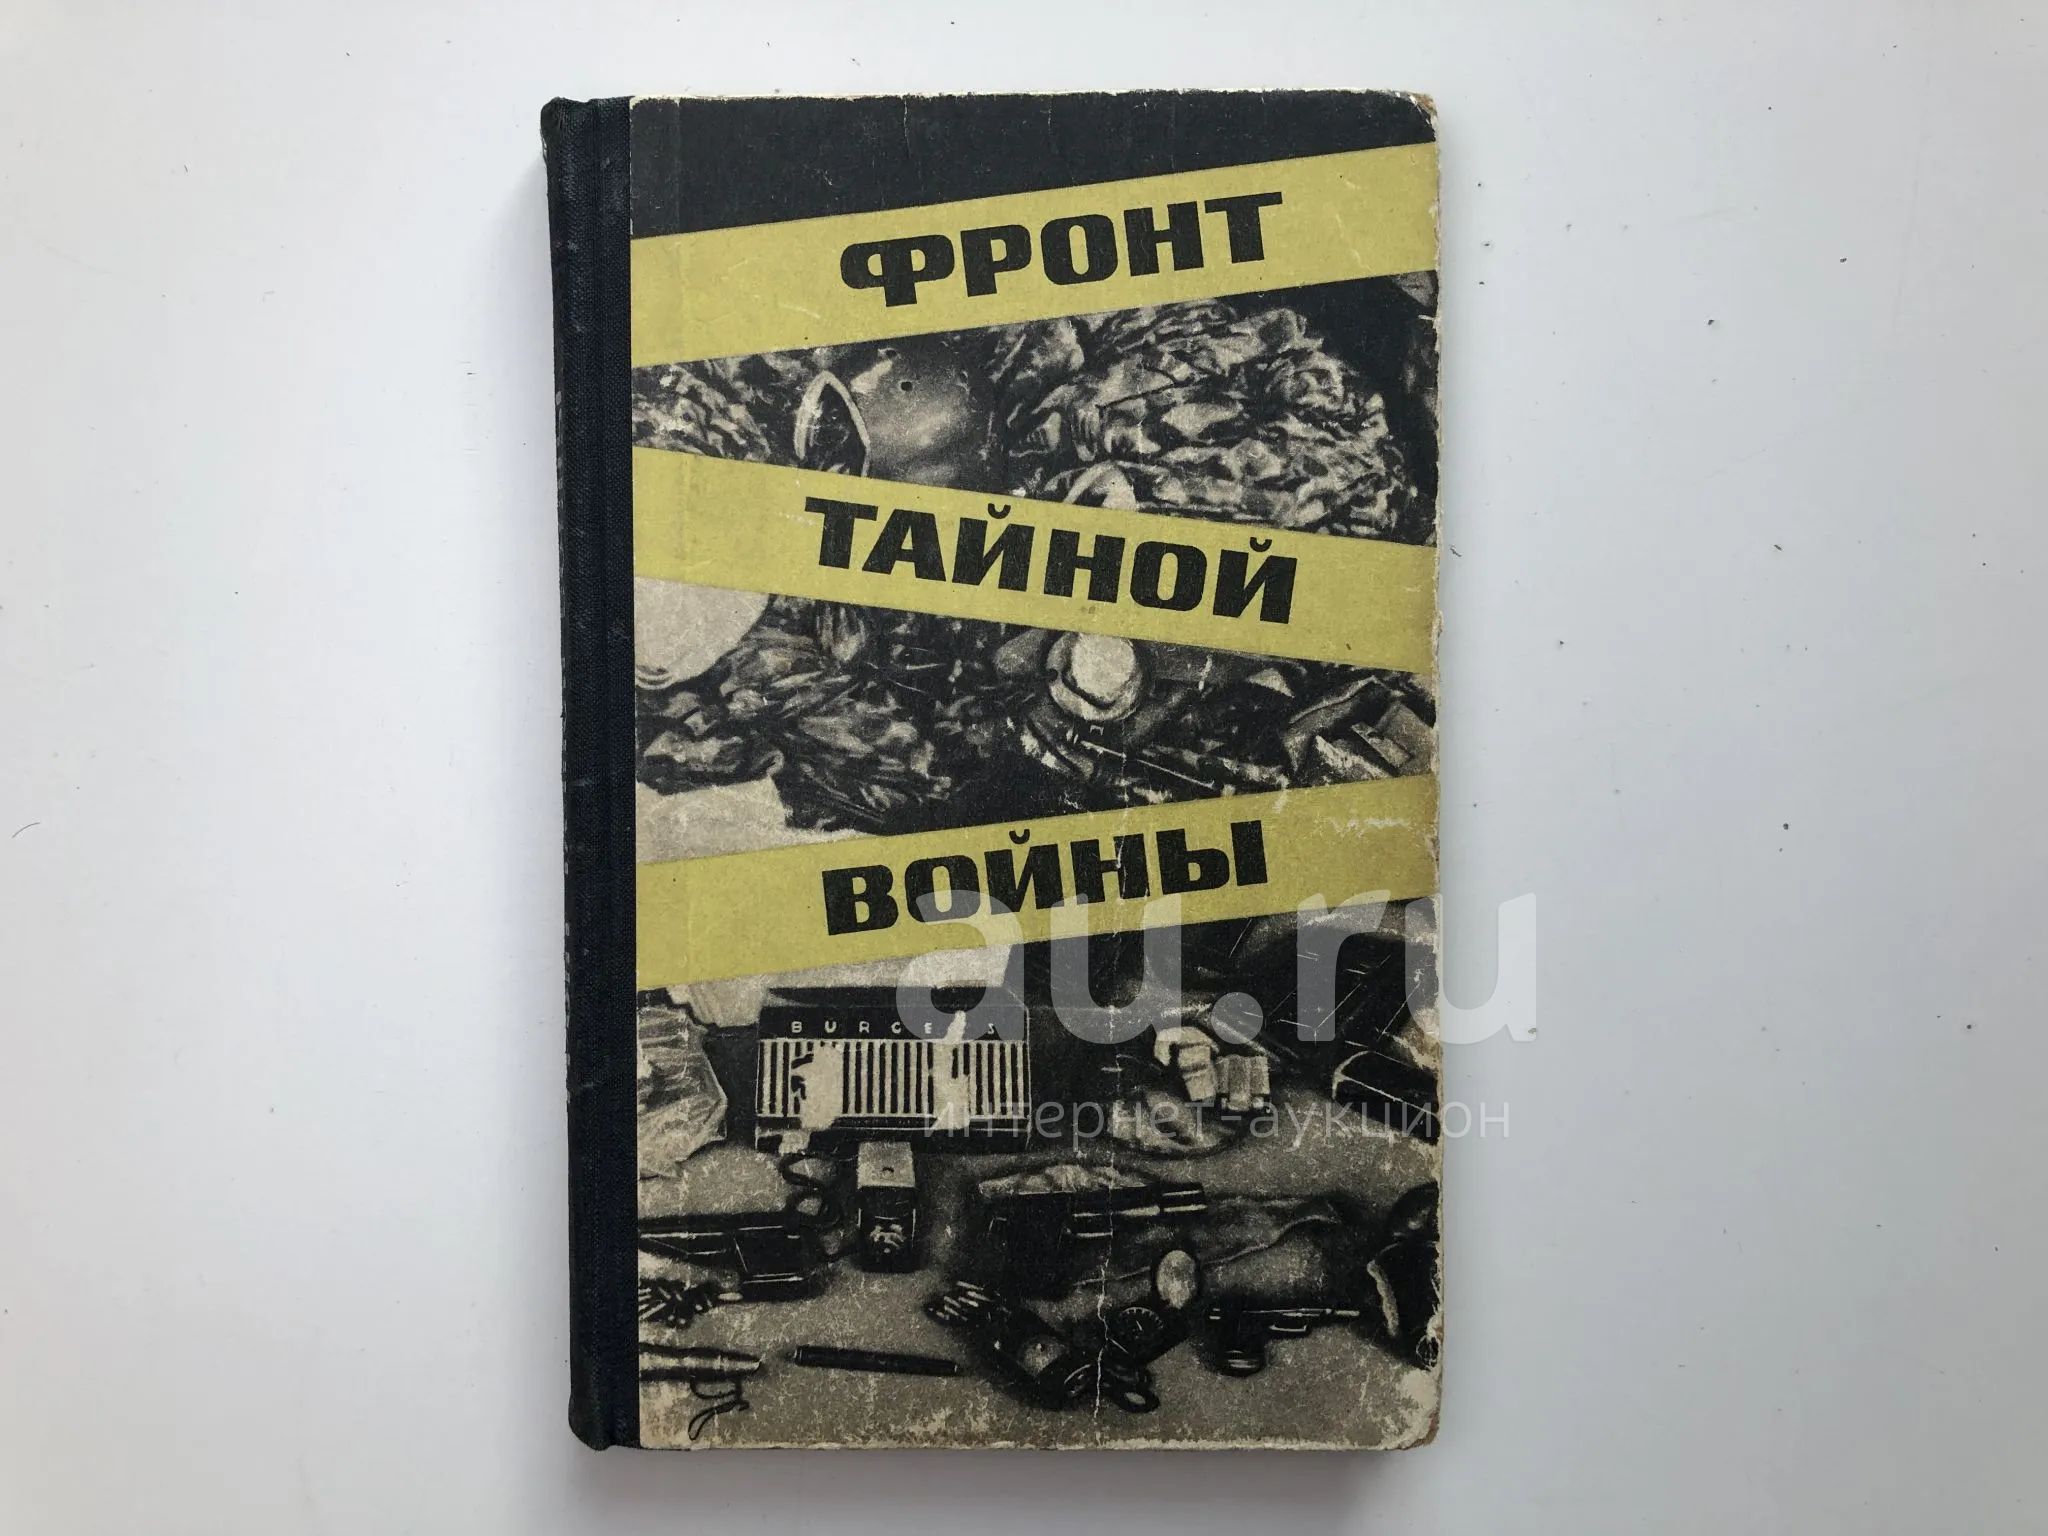 ФРОНТ
ТАЙНОЙ
ВОЙНЫ
au.ru
BURGESS
интернет-аукцион